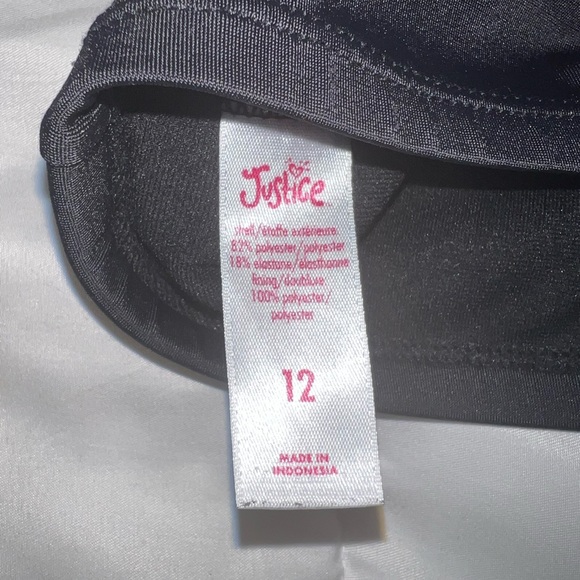 Justice
shell/étoffe extérieure:
82% polyester/polyester
18% elastane/élasthanne
lining/doublure:
100% polyester/
polyester
12
MADE IN
INDONESIA